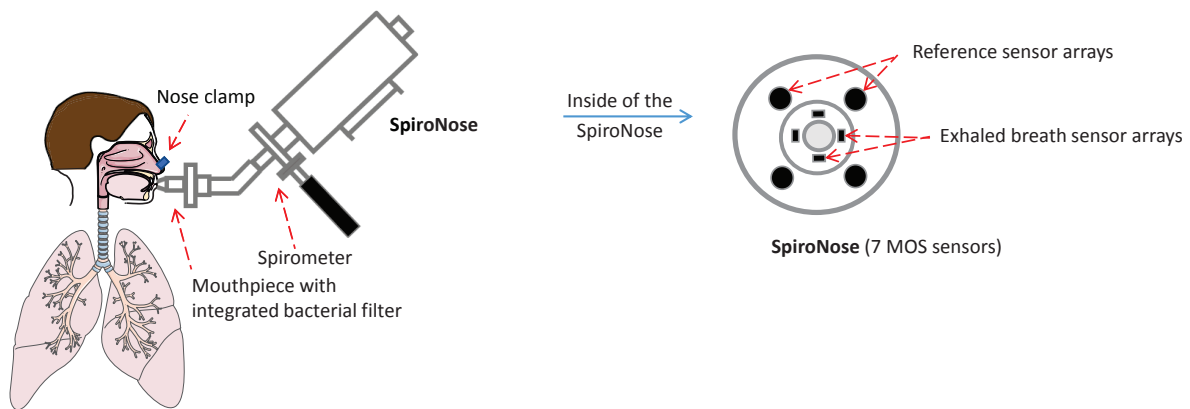 Nose clamp
SpiroNose
Spirometer
Mouthpiece with
integrated bacterial filter
Inside of the
SpiroNose
Reference sensor arrays
Exhaled breath sensor arrays
SpiroNose (7 MOS sensors)